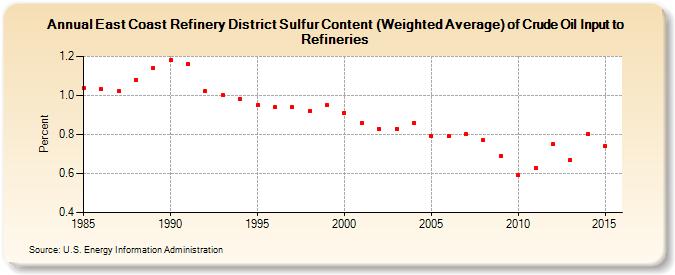 Annual East Coast Refinery District Sulfur Content (Weighted Average) of Crude Oil Input to
Refineries
Percent
1.2
1.0
0.8
0.6
0.4
1985 1990 1995 2000 2005 2010 2015
Source: U.S. Energy Information Administration